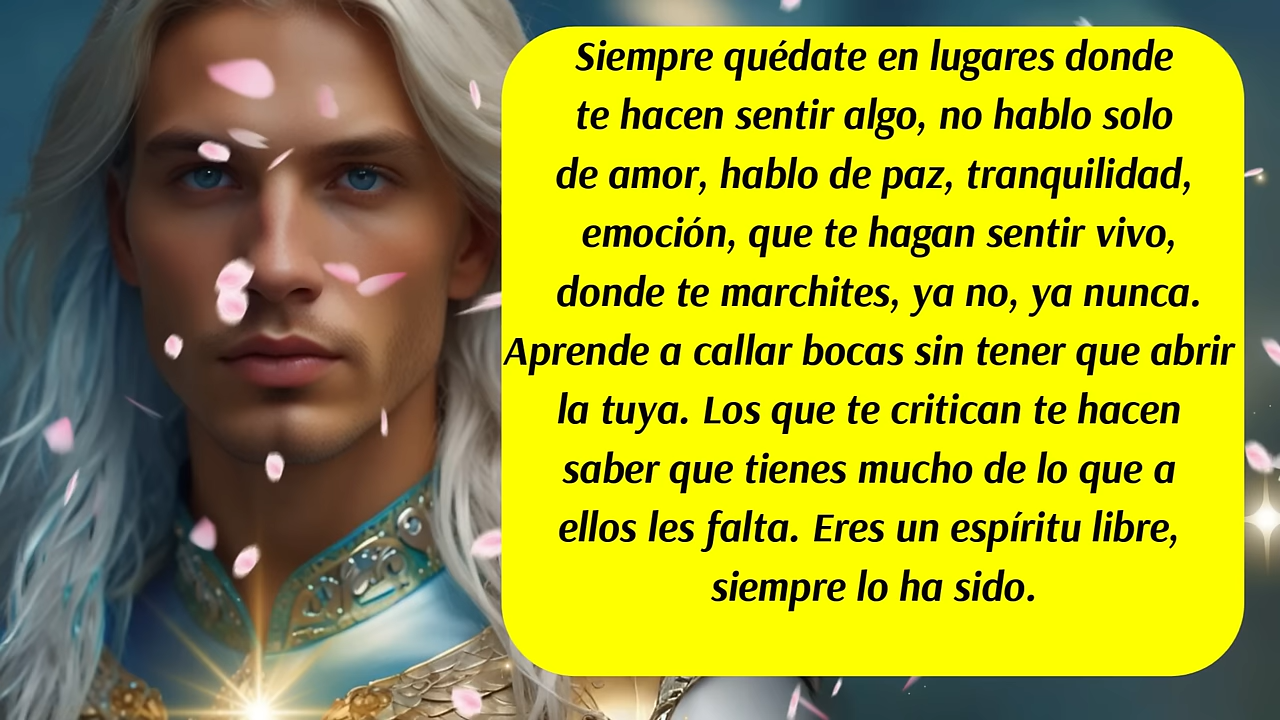 Siempre quédate en lugares donde
te hacen sentir algo, no hablo solo
de amor, hablo de paz, tranquilidad,
emoción, que te hagan sentir vivo,
donde te marchites, ya no, ya nunca.
Aprende a callar bocas sin tener que abrir
la tuya. Los que te critican te hacen
saber que tienes mucho de lo que a
ellos les falta. Eres un espíritu libre,
siempre lo ha sido.